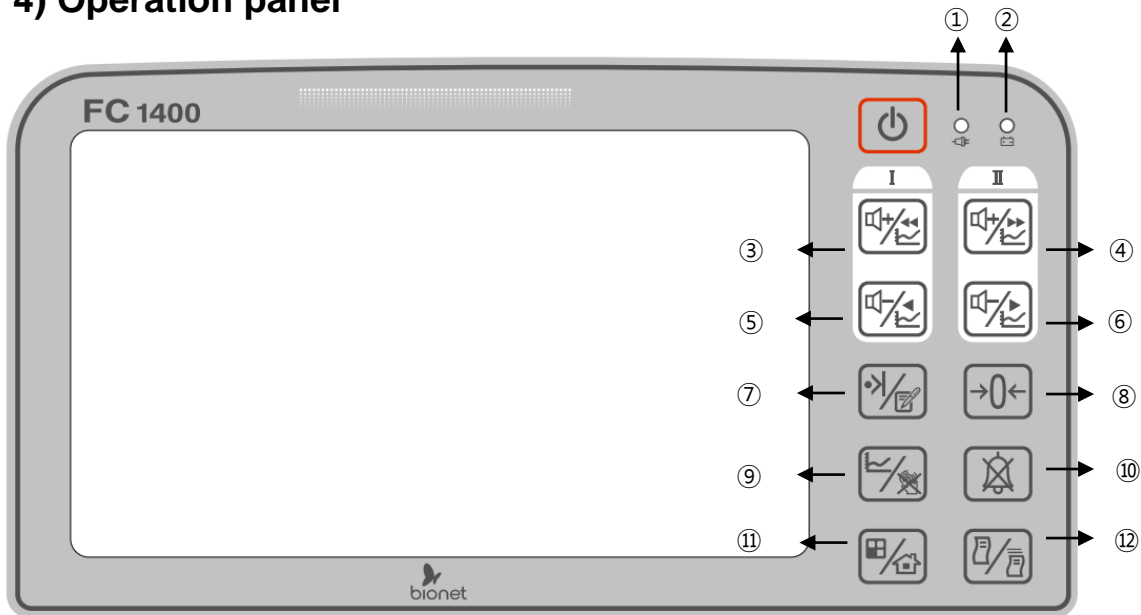 4) Operation panel
① ②
FC 1400
Ⅰ Ⅱ
③ ④
⑤ ⑥
⑦ →0← ⑧
⑨ ⑩
⑪ ⑫
bionet